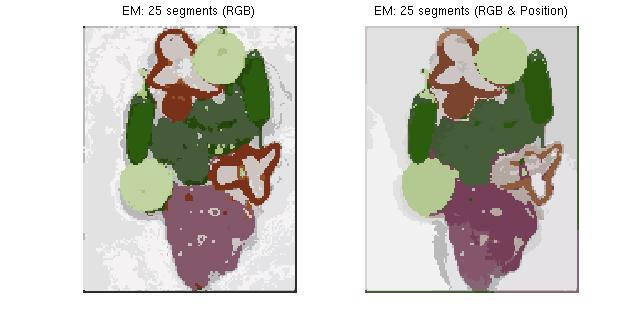 EM: 25 segments (RGB)
EM: 25 segments (RGB & Position)